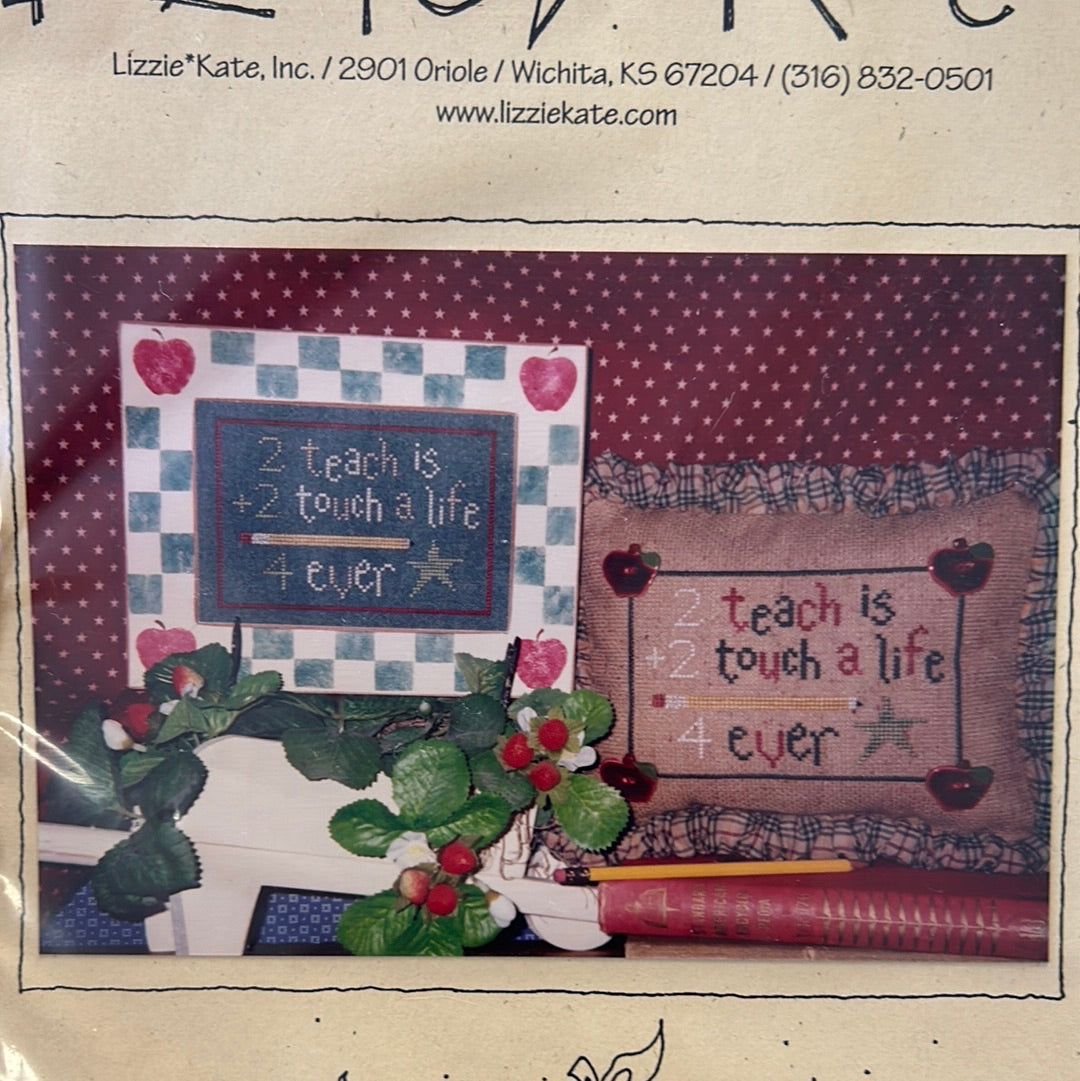 Lizzie*Kate, Inc. / 2901 Oriole / Wichita, KS 67204 / (316) 832-0501
www.lizziekate.com
2 teach is
+2 touch a life
4 ever
2 teach is
+2 touch a life
4 ever